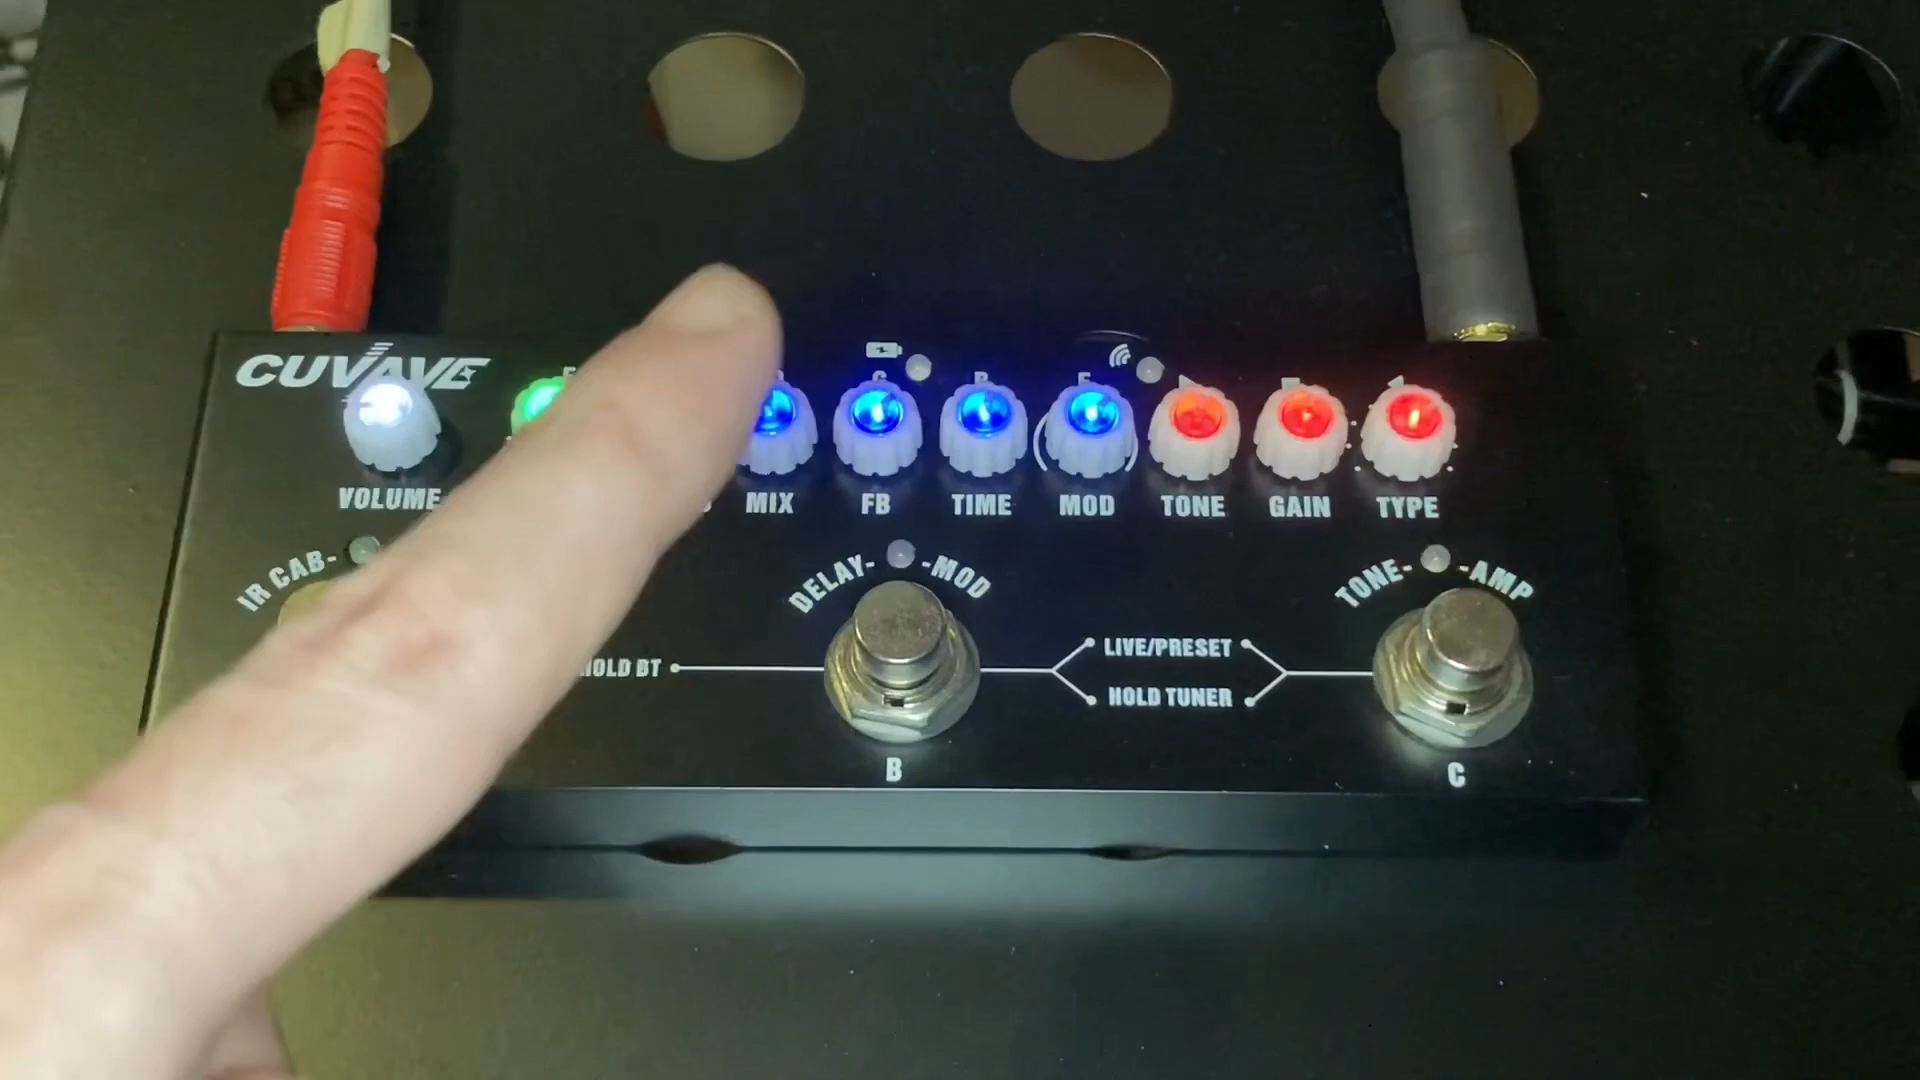 CUVAVE
G
VOLUME
MIX
FB
TIME
MOD
TONE
GAIN
TYPE
IR CAB-
DELAY-
-MOD
TONE-
-AMP
HOLD BT
LIVE/PRESET
HOLD TUNER
B
C